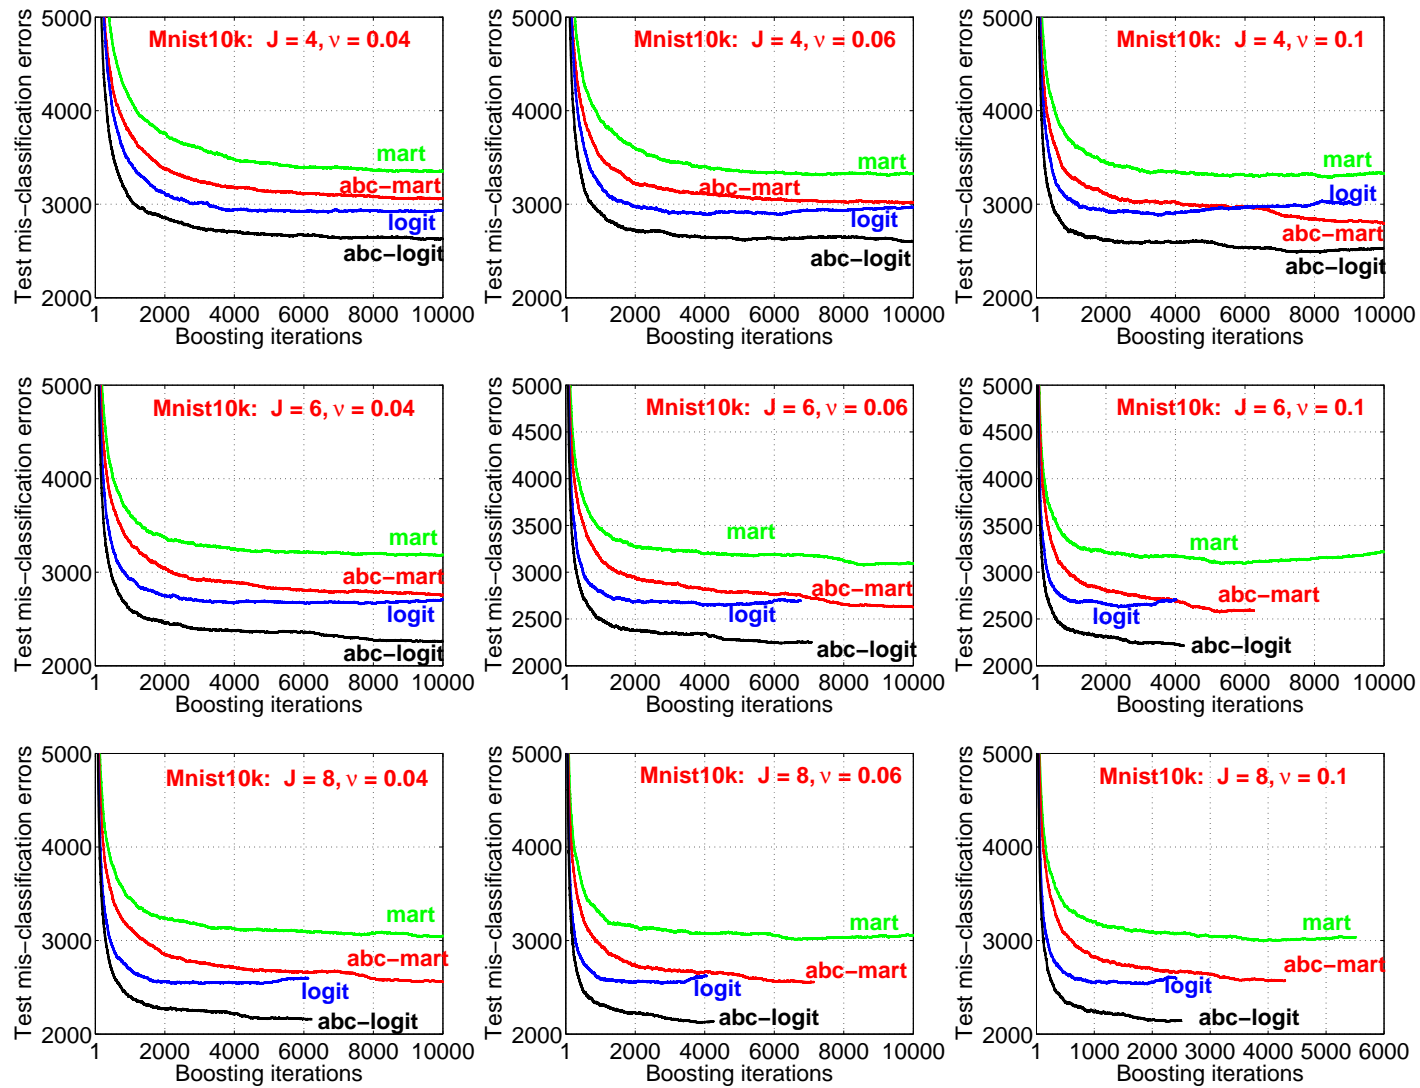 Test mis−classification errors
5000
4000
3000
2000
Mnist10k: J = 4, ν = 0.04
mart
abc−mart
logit
abc−logit
1 2000 4000 6000 8000 10000
Boosting iterations
Test mis−classification errors
5000
4000
3000
2000
Mnist10k: J = 4, ν = 0.06
mart
abc−mart
logit
abc−logit
1 2000 4000 6000 8000 10000
Boosting iterations
Test mis−classification errors
5000
4000
3000
2000
Mnist10k: J = 4, ν = 0.1
mart
logit
abc−mart
abc−logit
1 2000 4000 6000 8000 10000
Boosting iterations
Test mis−classification errors
5000
4000
3000
2000
Mnist10k: J = 6, ν = 0.04
mart
abc−mart
logit
abc−logit
1 2000 4000 6000 8000 10000
Boosting iterations
Test mis−classification errors
5000
4500
4000
3500
3000
2500
2000
Mnist10k: J = 6, ν = 0.06
mart
abc−mart
logit
abc−logit
1 2000 4000 6000 8000 10000
Boosting iterations
Test mis−classification errors
5000
4500
4000
3500
3000
2500
2000
Mnist10k: J = 6, ν = 0.1
mart
abc−mart
logit
abc−logit
1 2000 4000 6000 8000 10000
Boosting iterations
Test mis−classification errors
5000
4000
3000
2000
Mnist10k: J = 8, ν = 0.04
mart
abc−mart
logit
abc−logit
1 2000 4000 6000 8000 10000
Boosting iterations
Test mis−classification errors
5000
4000
3000
2000
Mnist10k: J = 8, ν = 0.06
mart
abc−mart
logit
abc−logit
1 2000 4000 6000 8000 10000
Boosting iterations
Test mis−classification errors
5000
4000
3000
2000
Mnist10k: J = 8, ν = 0.1
mart
abc−mart
logit
abc−logit
1 1000 2000 3000 4000 5000 6000
Boosting iterations